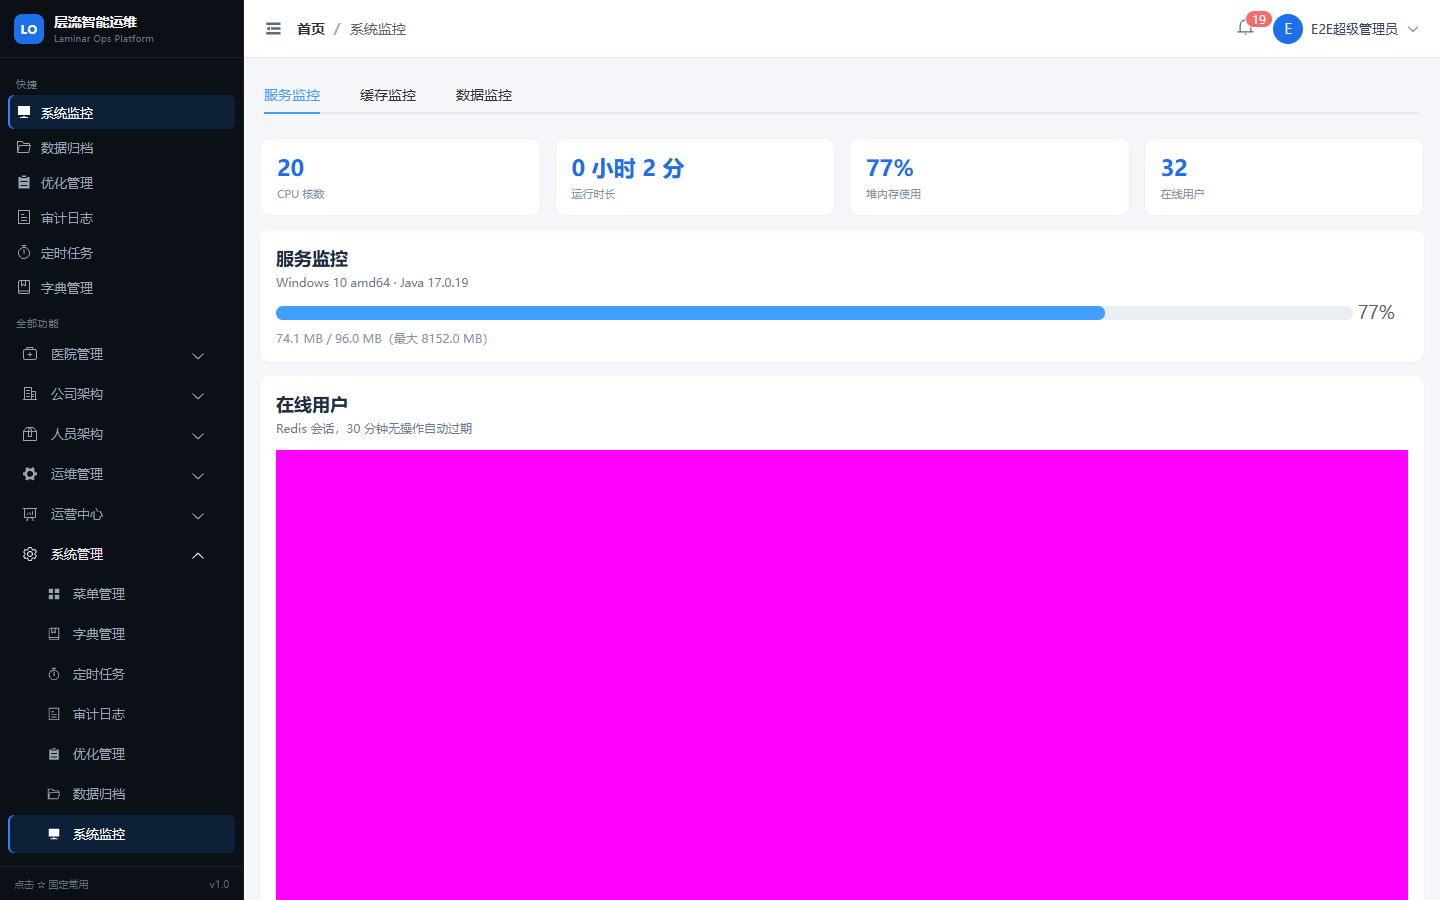 LO
层流智能运维
Laminar Ops Platform
快捷
系统监控
数据归档
优化管理
审计日志
定时任务
字典管理
全部功能
医院管理
公司架构
人员架构
运维管理
运营中心
系统管理
菜单管理
字典管理
定时任务
审计日志
优化管理
数据归档
系统监控
点击 ☆ 固定常用 v1.0
首页 / 系统监控
19
E
E2E超级管理员
服务监控 缓存监控 数据监控
20
CPU 核数
0 小时 2 分
运行时长
77%
堆内存使用
32
在线用户
服务监控
Windows 10 amd64 · Java 17.0.19
77%
74.1 MB / 96.0 MB（最大 8152.0 MB）
在线用户
Redis 会话，30 分钟无操作自动过期